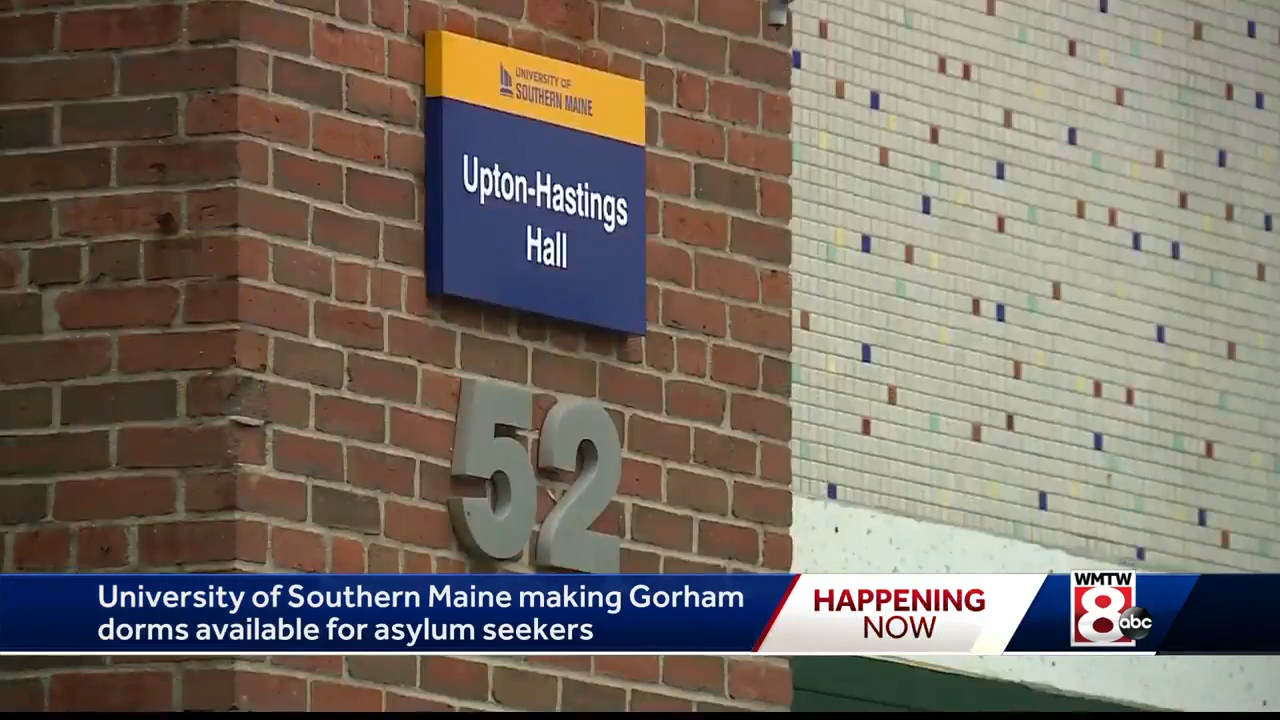 UNIVERSITY OF
SOUTHERN MAINE
Upton-Hastings
Hall
52
University of Southern Maine making Gorham
dorms available for asylum seekers
HAPPENING
NOW
WMTW
8
abc